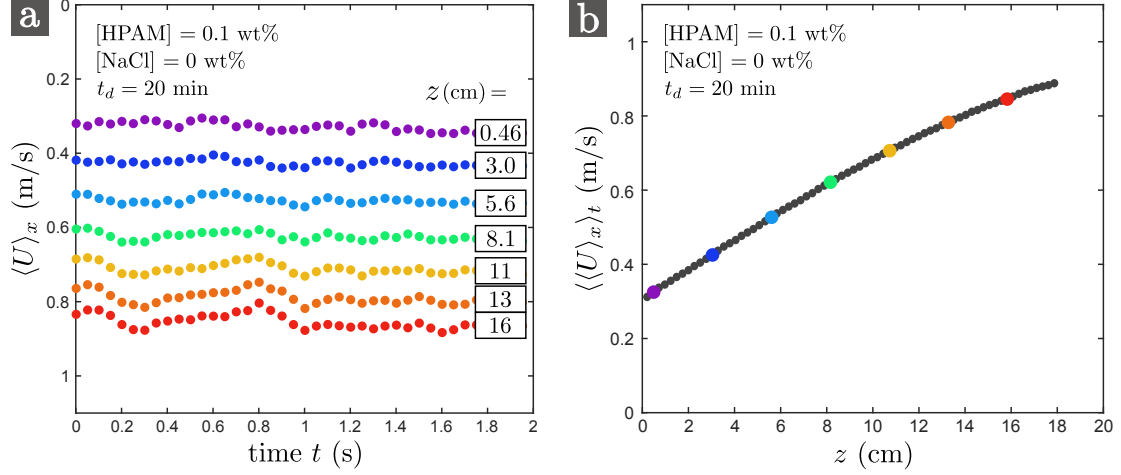 a
[HPAM] = 0.1 wt%
[NaCl] = 0 wt%
t_d = 20 min
z (cm) =
0.46
3.0
5.6
8.1
11
13
16
0
0.2
0.4
0.6
0.8
1
⟨U⟩_x (m/s)
0 0.2 0.4 0.6 0.8 1 1.2 1.4 1.6 1.8 2
time t (s)
b
[HPAM] = 0.1 wt%
[NaCl] = 0 wt%
t_d = 20 min
1
0.8
0.6
0.4
0.2
0
⟨⟨U⟩_x⟩_t (m/s)
0 2 4 6 8 10 12 14 16 18 20
z (cm)